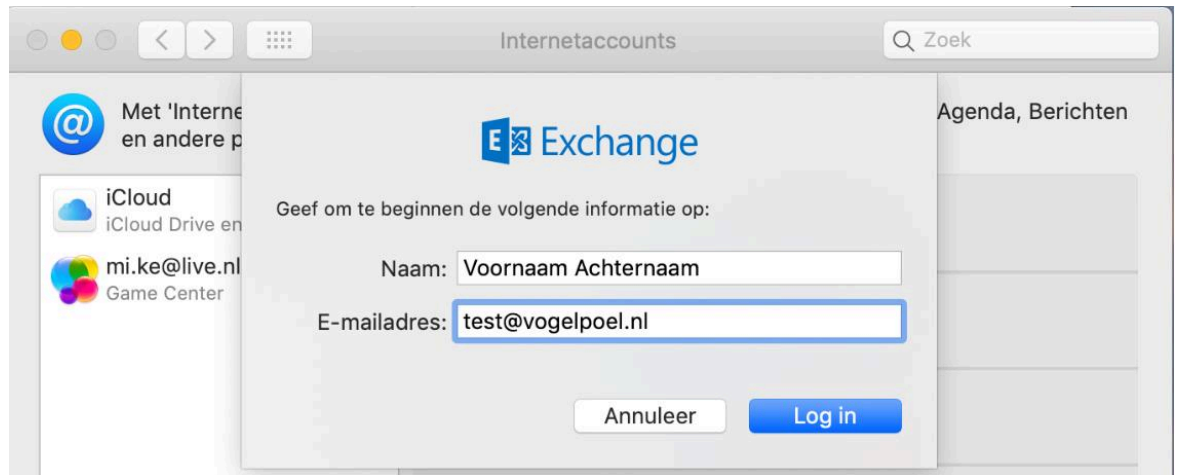 Internetaccounts
Zoek
Met 'Interne
en andere p
Agenda, Berichten
iCloud
iCloud Drive en
mi.ke@live.nl
Game Center
E Exchange
Geef om te beginnen de volgende informatie op:
Naam: Voornaam Achternaam
E-mailadres: test@vogelpoel.nl
Annuleer
Log in